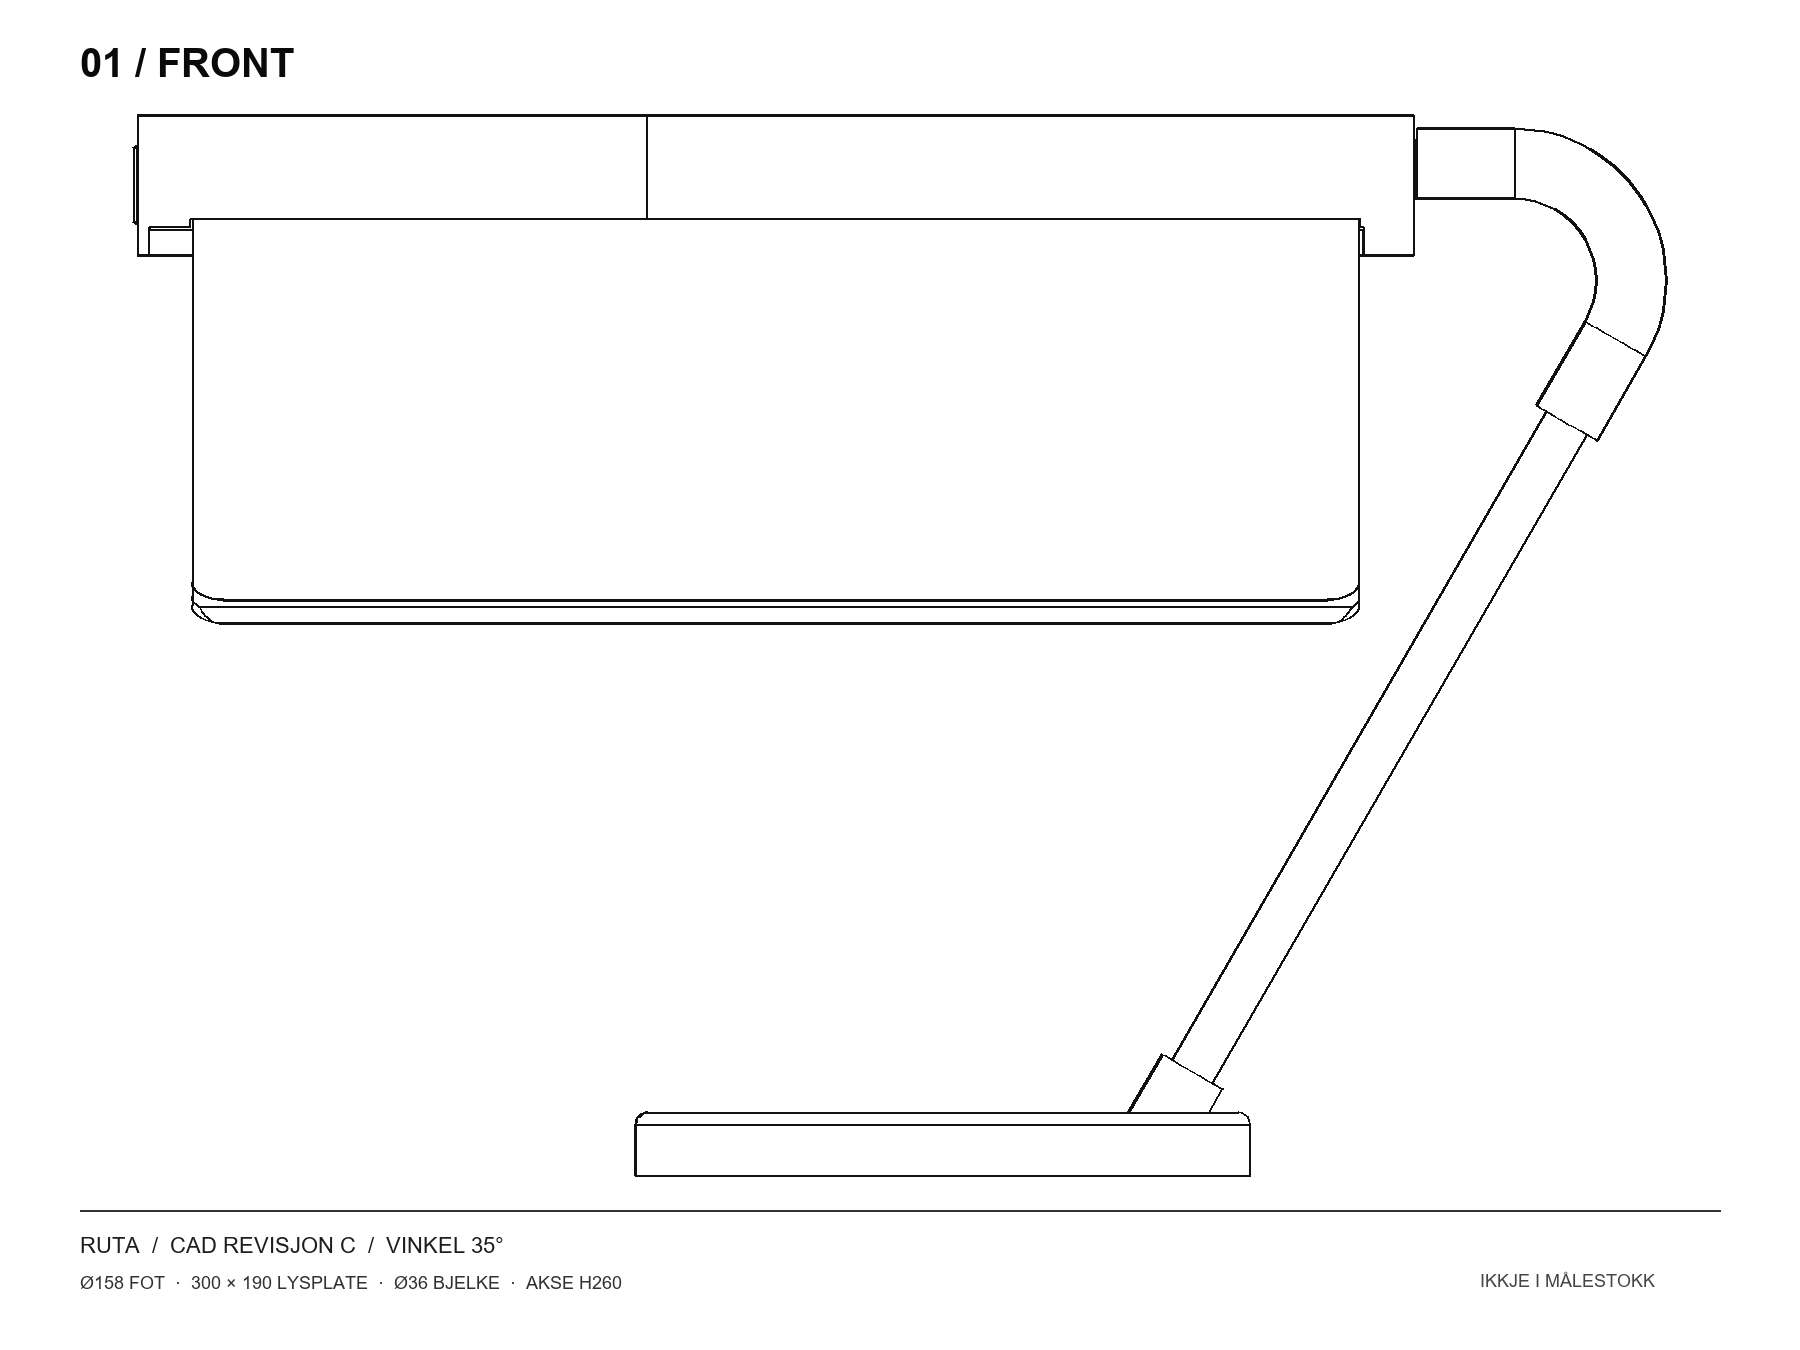 01 / FRONT
RUTA / CAD REVISJON C / VINKEL 35°
Ø158 FOT · 300 × 190 LYSPLATE · Ø36 BJELKE · AKSE H260
IKKJE I MÅLESTOKK